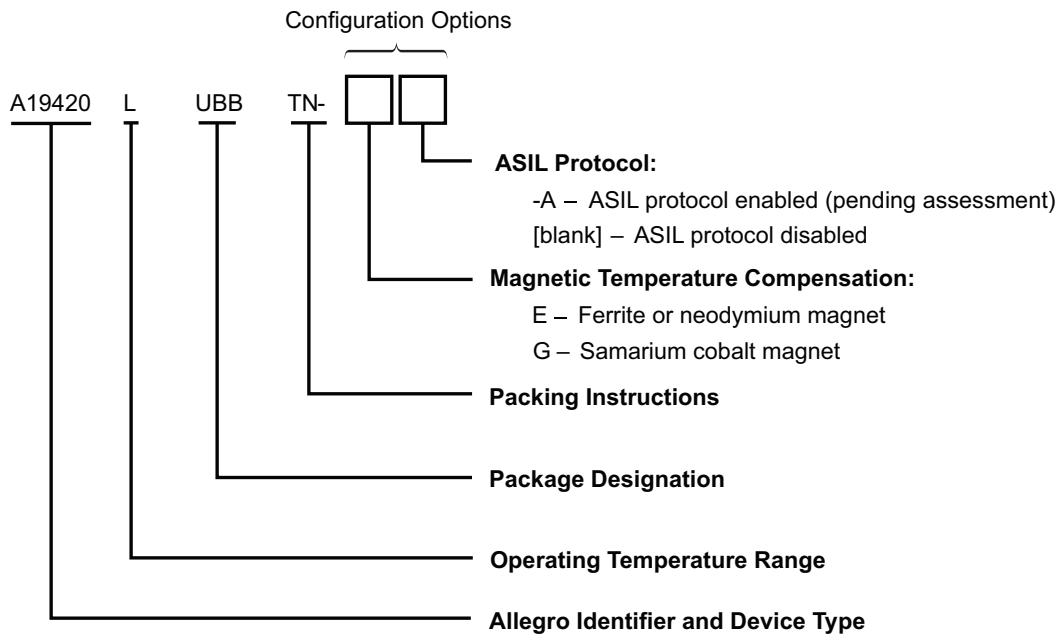 Configuration Options
A19420 L UBB TN-
ASIL Protocol:
-A – ASIL protocol enabled (pending assessment)
[blank] – ASIL protocol disabled
Magnetic Temperature Compensation:
E – Ferrite or neodymium magnet
G – Samarium cobalt magnet
Packing Instructions
Package Designation
Operating Temperature Range
Allegro Identifier and Device Type